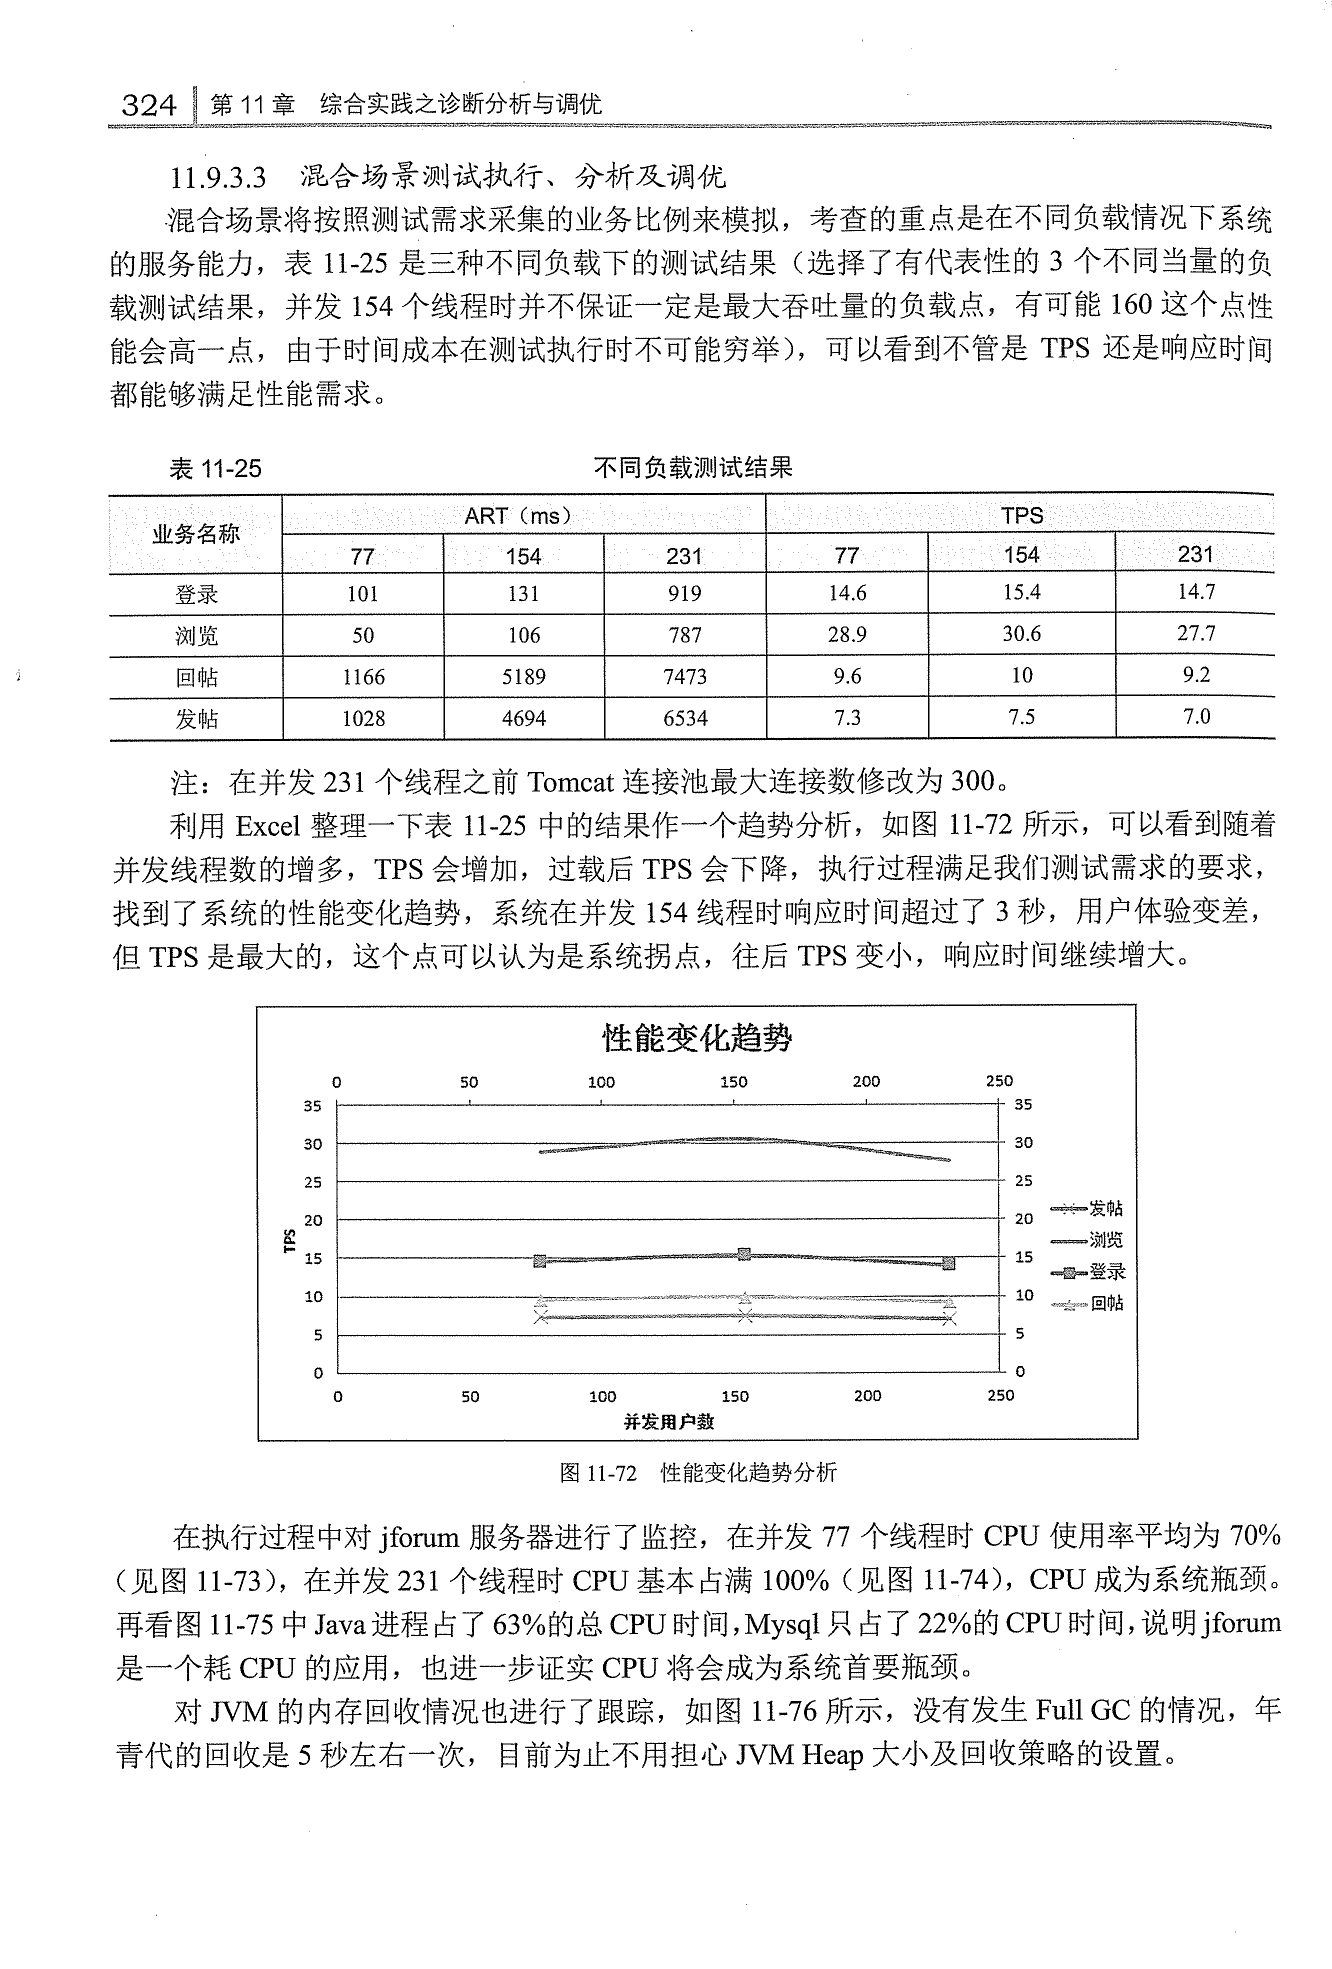 324 第 11 章 综合实践之诊断分析与调优
11.9.3.3 混合场景测试执行、分析及调优
混合场景将按照测试需求采集的业务比例来模拟，考查的重点是在不同负载情况下系统
的服务能力，表 11-25 是三种不同负载下的测试结果（选择了有代表性的 3 个不同当量的负
载测试结果，并发 154 个线程时并不保证一定是最大吞吐量的负载点，有可能 160 这个点性
能会高一点，由于时间成本在测试执行时不可能穷举），可以看到不管是 TPS 还是响应时间
都能够满足性能需求。
表 11-25 不同负载测试结果
业务名称 ART（ms） TPS
77 154 231 77 154 231
登录 101 131 919 14.6 15.4 14.7
浏览 50 106 787 28.9 30.6 27.7
回帖 1166 5189 7473 9.6 10 9.2
发帖 1028 4694 6534 7.3 7.5 7.0
注：在并发 231 个线程之前 Tomcat 连接池最大连接数修改为 300。
利用 Excel 整理一下表 11-25 中的结果作一个趋势分析，如图 11-72 所示，可以看到随着
并发线程数的增多，TPS 会增加，过载后 TPS 会下降，执行过程满足我们测试需求的要求，
找到了系统的性能变化趋势，系统在并发 154 线程时响应时间超过了 3 秒，用户体验变差，
但 TPS 是最大的，这个点可以认为是系统拐点，往后 TPS 变小，响应时间继续增大。
性能变化趋势
0 50 100 150 200 250
35 35
30 30
25 25
20 20
15 15
10 10
5 5
0 0
TPS
发帖
浏览
登录
回帖
0 50 100 150 200 250
并发用户数
图 11-72 性能变化趋势分析
在执行过程中对 jforum 服务器进行了监控，在并发 77 个线程时 CPU 使用率平均为 70%
（见图 11-73），在并发 231 个线程时 CPU 基本占满 100%（见图 11-74），CPU 成为系统瓶颈。
再看图 11-75 中 Java 进程占了 63%的总 CPU 时间，Mysql 只占了 22%的 CPU 时间，说明 jforum
是一个耗 CPU 的应用，也进一步证实 CPU 将会成为系统首要瓶颈。
对 JVM 的内存回收情况也进行了跟踪，如图 11-76 所示，没有发生 Full GC 的情况，年
青代的回收是 5 秒左右一次，目前为止不用担心 JVM Heap 大小及回收策略的设置。